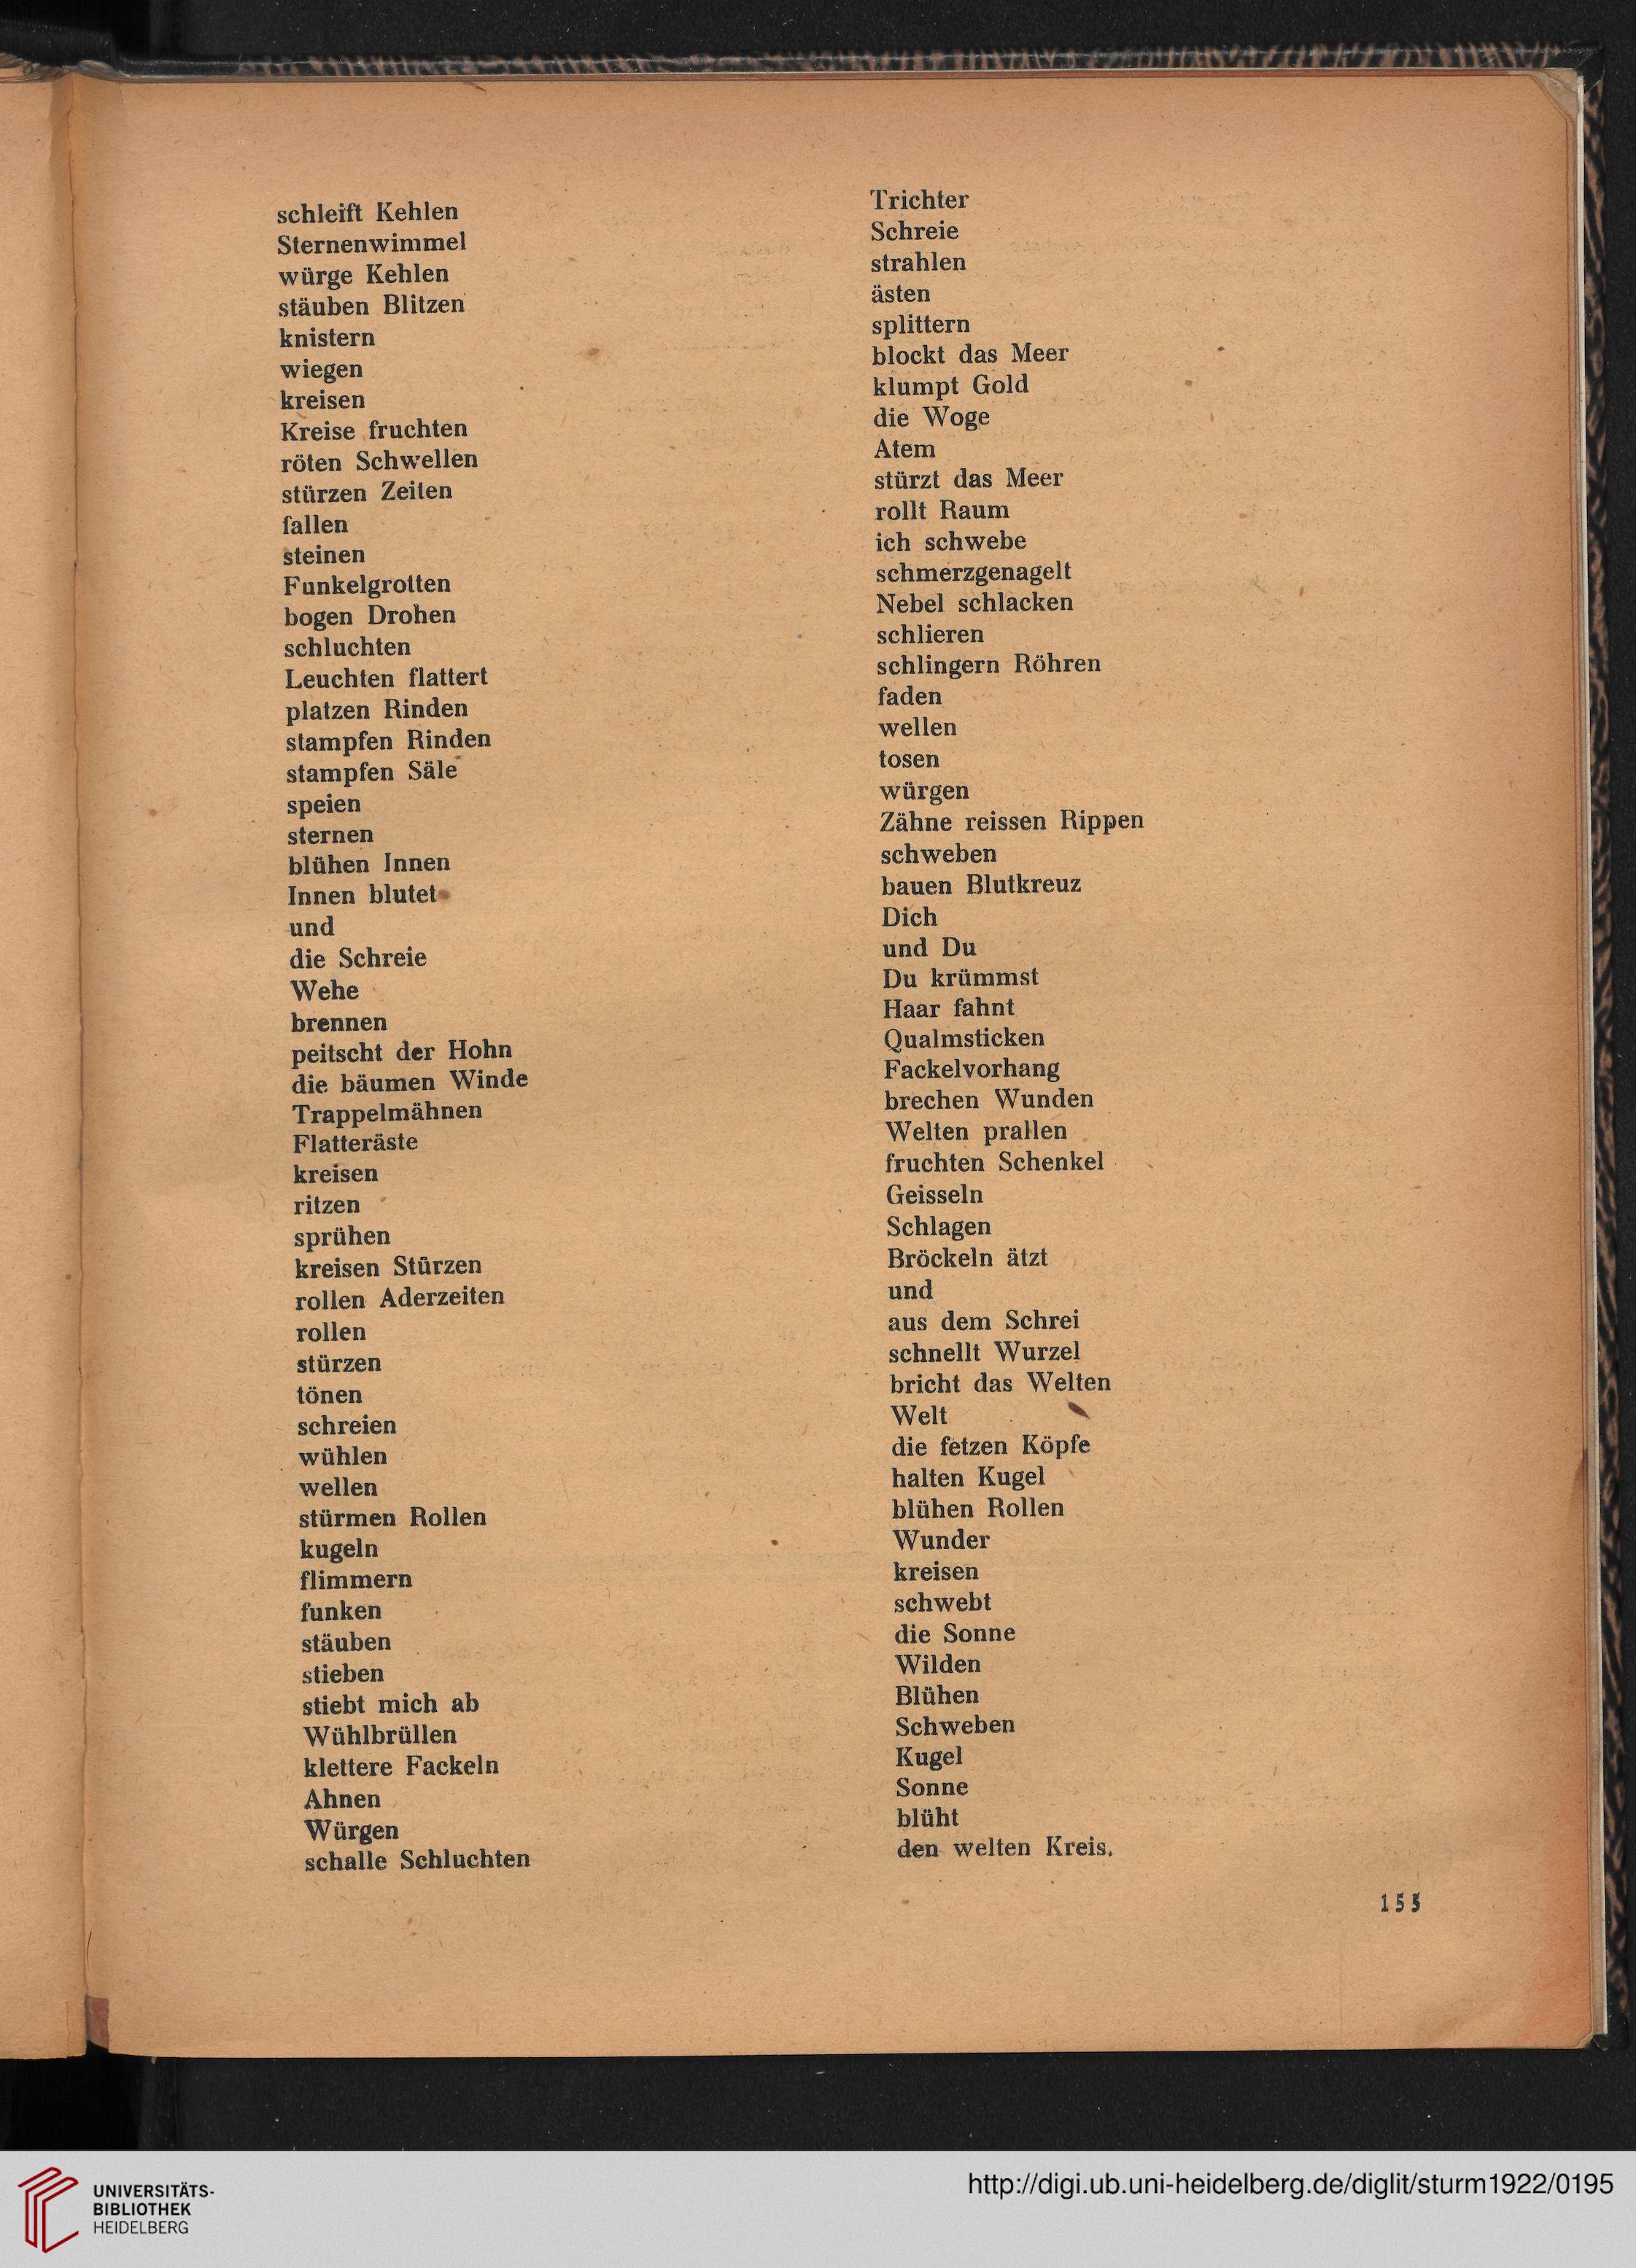 schleift Kehlen
Sternenwimmel
würge Kehlen
stäuben Blitzen
knistern
wiegen
kreisen
Kreise fruchten
röten Schwellen
stürzen Zeiten
fallen
steinen
Funkelgrotten
bogen Drohen
schluchten
Leuchten flattert
platzen Rinden
stampfen Rinden
stampfen Säle
speien
sternen
blühen Innen
Innen blutet
und
die Schreie
Wehe
brennen
peitscht der Hohn
die bäumen Winde
Trappelmähnen
Flatteräste
kreisen
ritzen
sprühen
kreisen Stürzen
rollen Aderzeiten
rollen
stürzen
tönen
schreien
wühlen
wellen
stürmen Rollen
kugeln
flimmern
funken
stäuben
stieben
stiebt mich ab
Wühlbrüllen
klettere Fackeln
Ahnen
Würgen
schalle Schluchten
Trichter
Schreie
strahlen
ästen
splittern
blockt das Meer
klumpt Gold
die Woge
Atem
stürzt das Meer
rollt Raum
ich schwebe
schmerzgenagelt
Nebel schlacken
schlieren
schlingern Röhren
faden
wellen
tosen
würgen
Zähne reissen Rippen
schweben
bauen Blutkreuz
Dich
und Du
Du krümmst
Haar fahnt
Qualmsticken
Fackelvorhang
brechen Wunden
Welten prallen
fruchten Schenkel
Geisseln
Schlagen
Bröckeln ätzt
und
aus dem Schrei
schnellt Wurzel
bricht das Welten
Welt
die fetzen Köpfe
halten Kugel
blühen Rollen
Wunder
kreisen
schwebt
die Sonne
Wilden
Blühen
Schweben
Kugel
Sonne
blüht
den welten Kreis.
155
UNIVERSITÄTS-
BIBLIOTHEK
HEIDELBERG
http://digi.ub.uni-heidelberg.de/diglit/sturm1922/0195